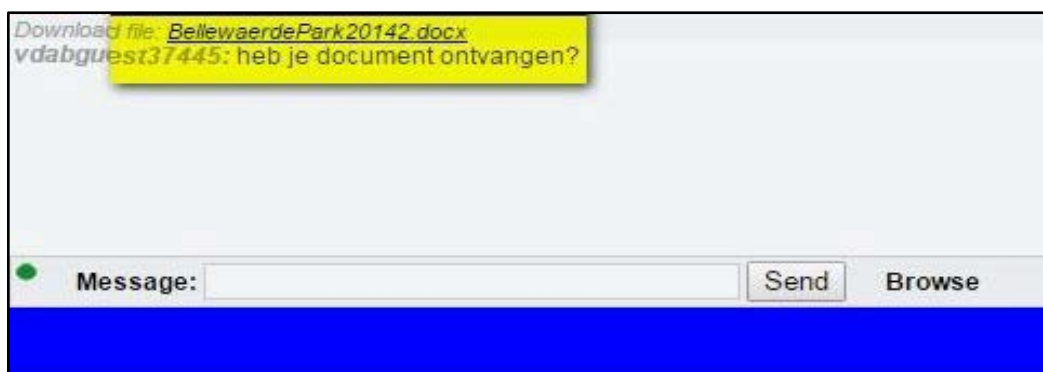 Download file: BellewaerdePark20142.docx
vdabguest37445: heb je document ontvangen?
Message: Send Browse